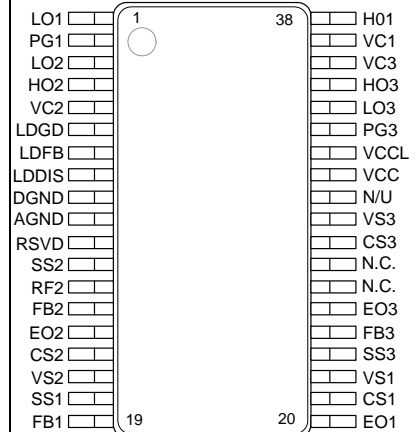 LO1 1 38 H01
PG1 VC1
LO2 VC3
HO2 HO3
VC2 LO3
LDGD PG3
LDFB VCCL
LDDIS VCC
DGND N/U
AGND VS3
RSVD CS3
SS2 N.C.
RF2 N.C.
FB2 EO3
EO2 FB3
CS2 SS3
VS2 VS1
SS1 CS1
FB1 19 20 EO1